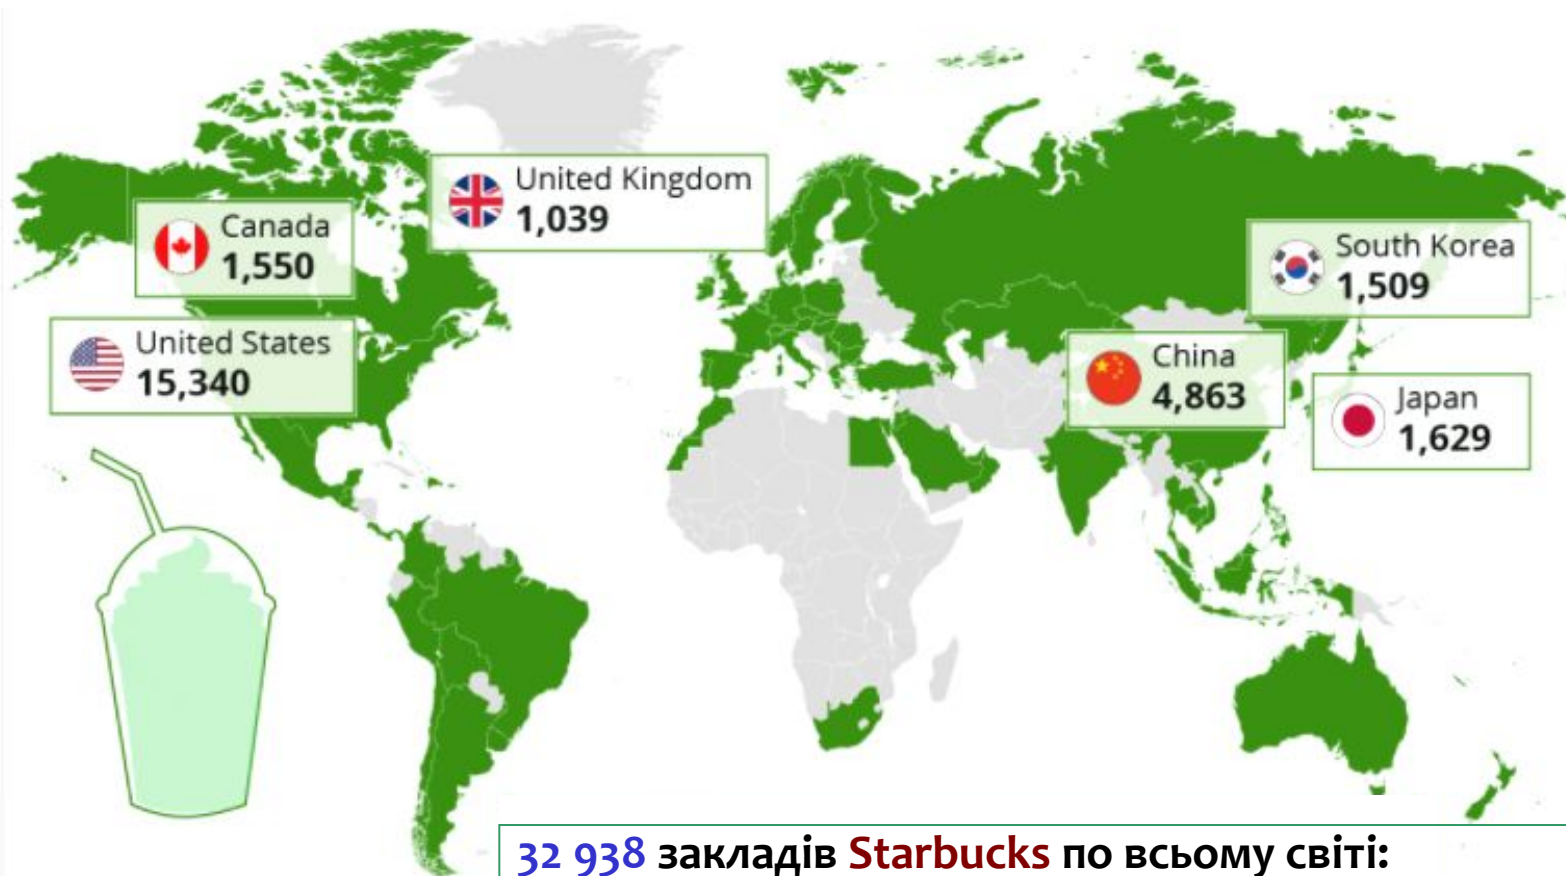 United Kingdom
1,039
Canada
1,550
South Korea
1,509
United States
15,340
China
4,863
Japan
1,629
32 938 закладів Starbucks по всьому світі: